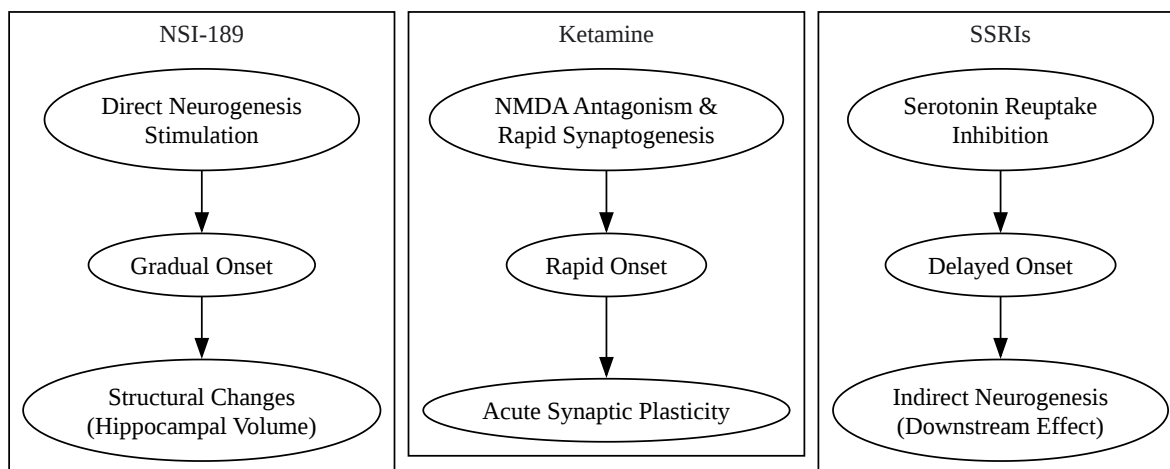 NSI-189
Direct Neurogenesis
Stimulation
Gradual Onset
Structural Changes
(Hippocampal Volume)
Ketamine
NMDA Antagonism &
Rapid Synaptogenesis
Rapid Onset
Acute Synaptic Plasticity
SSRIs
Serotonin Reuptake
Inhibition
Delayed Onset
Indirect Neurogenesis
(Downstream Effect)